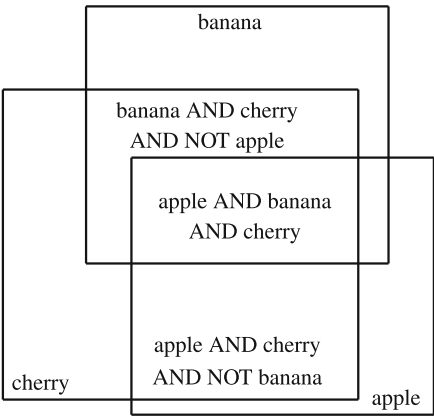 banana
banana AND cherry
AND NOT apple
apple AND banana
AND cherry
apple AND cherry
AND NOT banana
cherry
apple